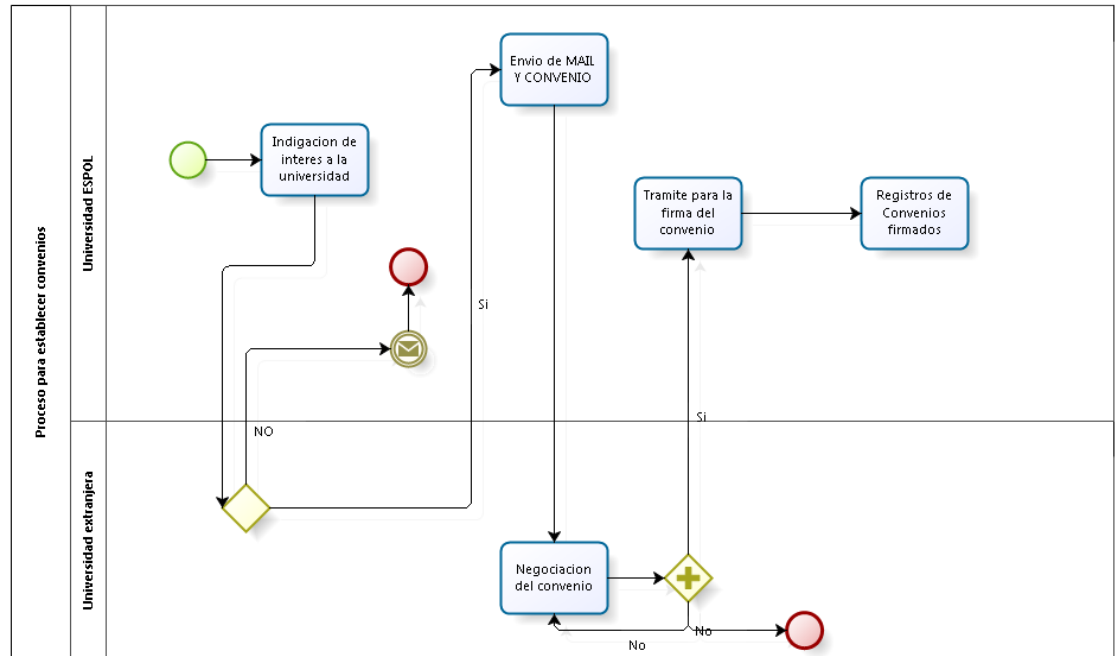 Proceso para establecer convenios
Universidad ESPOL
Indigacion de
interes a la
universidad
Envio de MAIL
Y CONVENIO
Tramite para la
firma del
convenio
Registros de
Convenios
firmados
Si
NO
Si
Universidad extranjera
Negociacion
del convenio
No
No